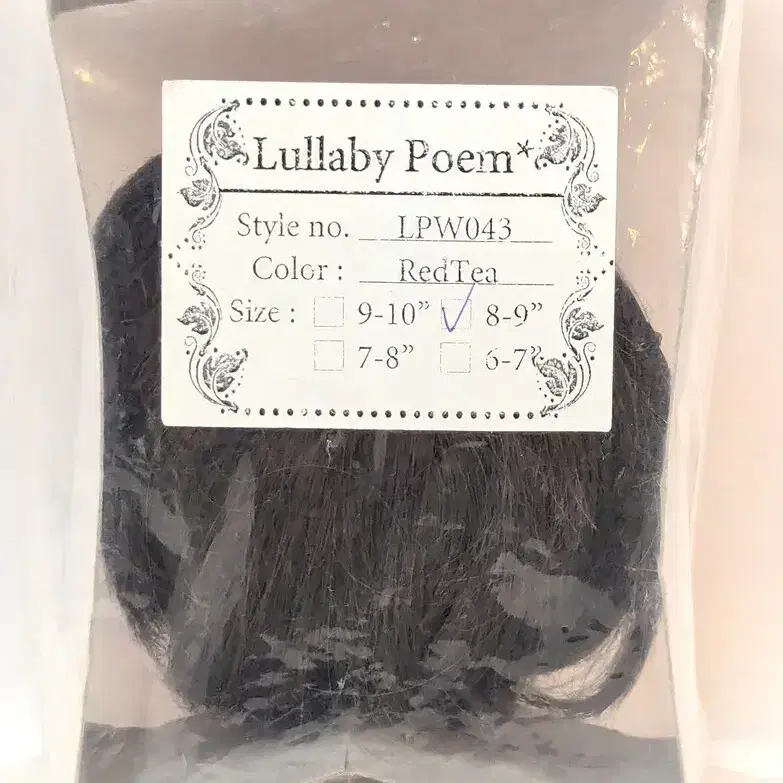 Lullaby Poem*
Style no. LPW043
Color : RedTea
Size : 9-10” 8-9”
7-8” 6-7”